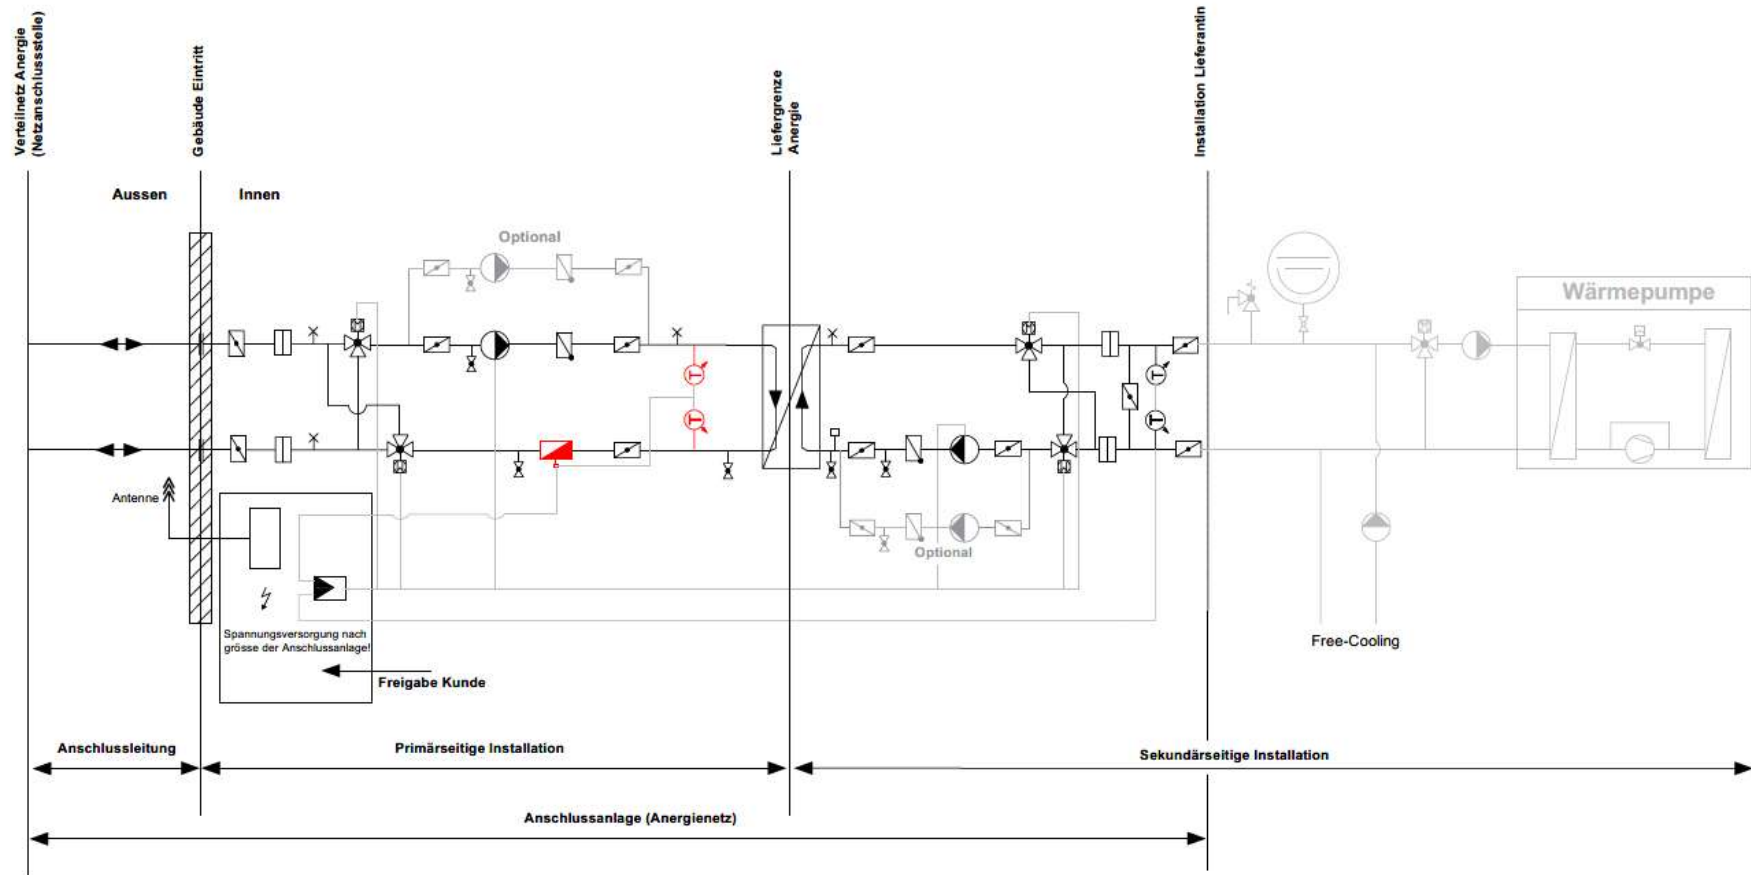 Verteilnetz Anergie
(Netzanschlussstelle)
Gebäude Eintritt
Liefergrenze
Anergie
Installation Lieferantin
Aussen
Innen
Optional
Wärmepumpe
T
T
T
T
Antenne
Optional
Spannungsversorgung nach
grösse der Anschlussanlage!
Free-Cooling
Freigabe Kunde
Anschlussleitung
Primärseitige Installation
Sekundärseitige Installation
Anschlussanlage (Anergienetz)